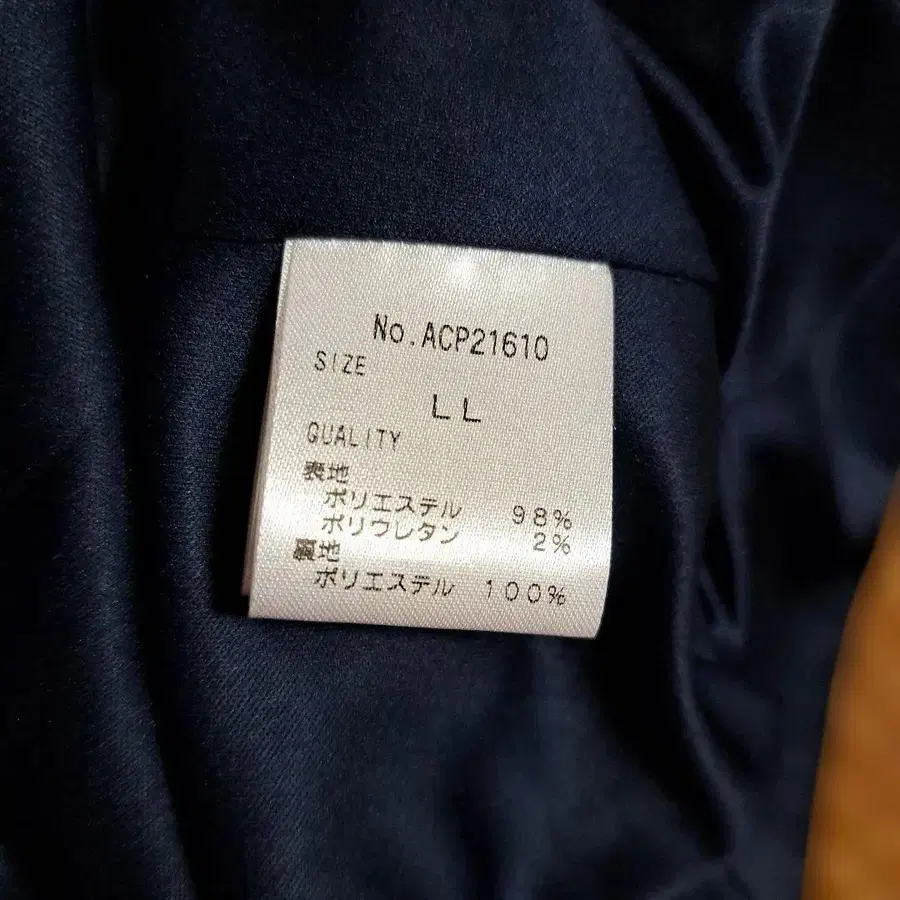 No.ACP21610
SIZE
LL
QUALITY
表地
ポリエステル 98%
ポリウレタン 2%
裏地
ポリエステル 100%